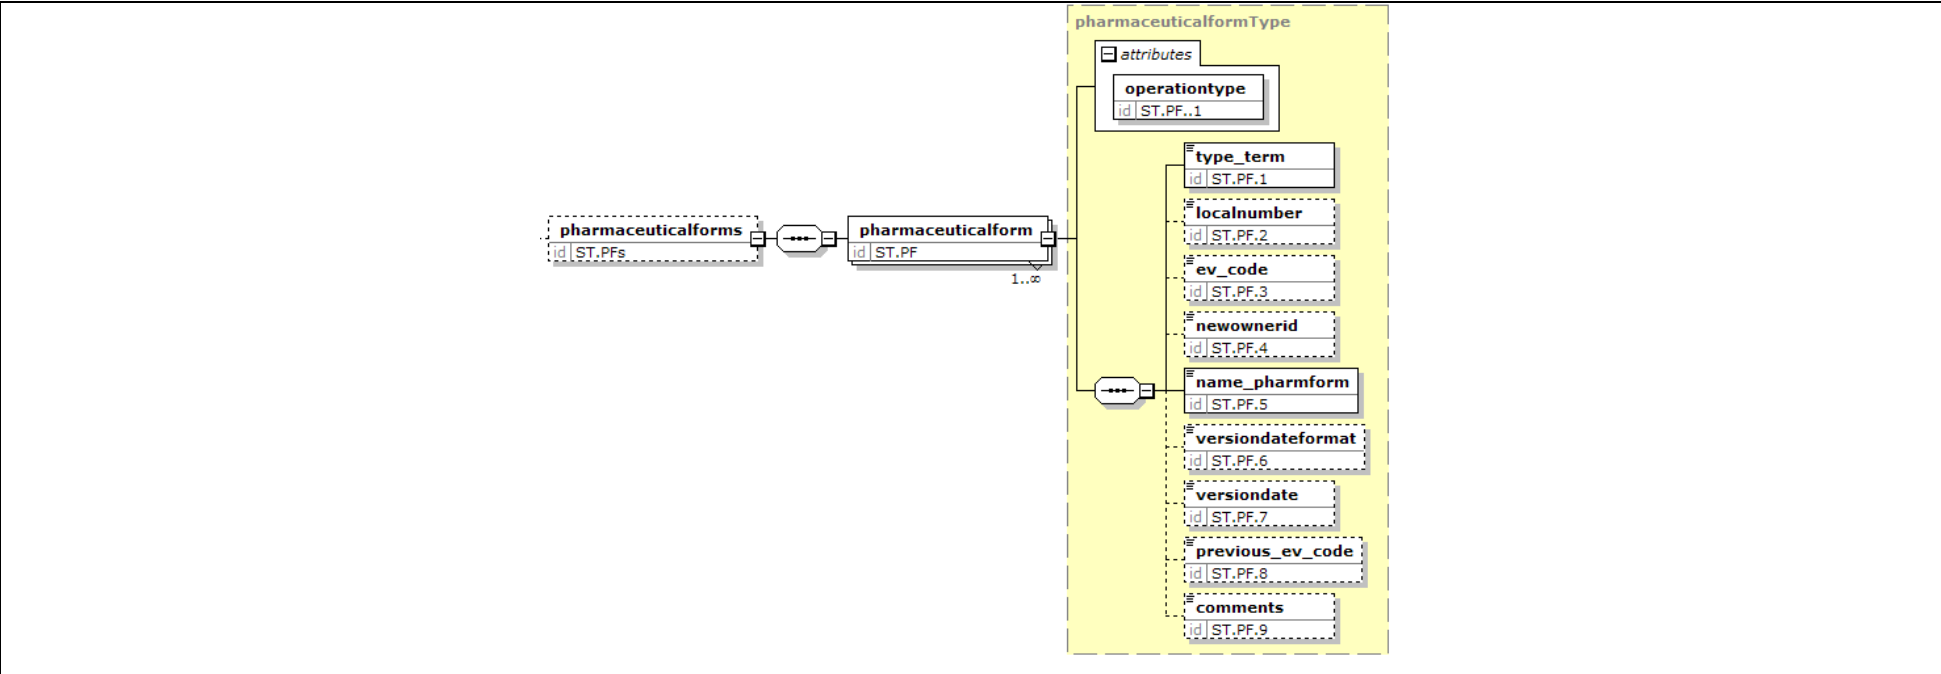 pharmaceuticalformType
attributes
operationtype
id ST.PF..1
type_term
id ST.PF.1
localnumber
id ST.PF.2
pharmaceuticalforms
id ST.PFs
pharmaceuticalform
id ST.PF
1..∞
ev_code
id ST.PF.3
newownerid
id ST.PF.4
name_pharmform
id ST.PF.5
versiondateformat
id ST.PF.6
versiondate
id ST.PF.7
previous_ev_code
id ST.PF.8
comments
id ST.PF.9